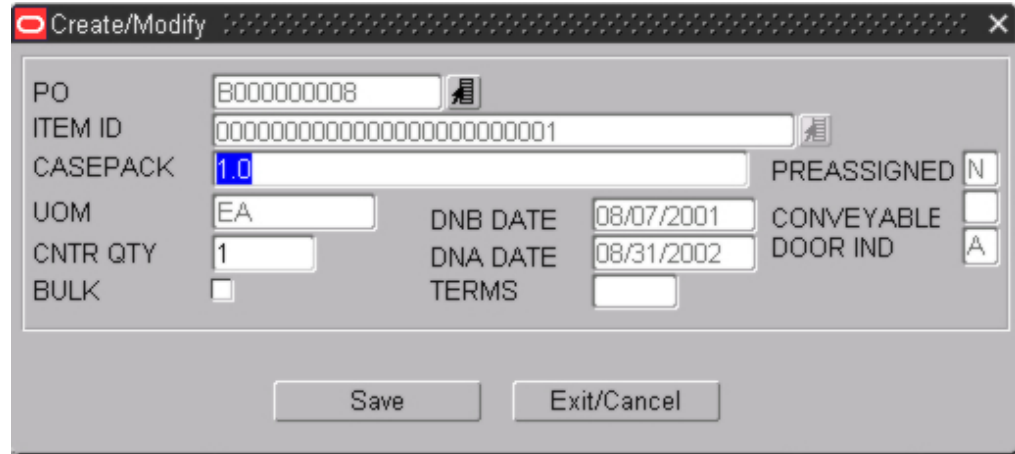 Create/Modify
PO B000000008
ITEM ID 0000000000000000000000001
CASEPACK 1.0 PREASSIGNED N
UOM EA DNB DATE 08/07/2001 CONVEYABLE
CNTR QTY 1 DNA DATE 08/31/2002 DOOR IND A
BULK TERMS
Save Exit/Cancel